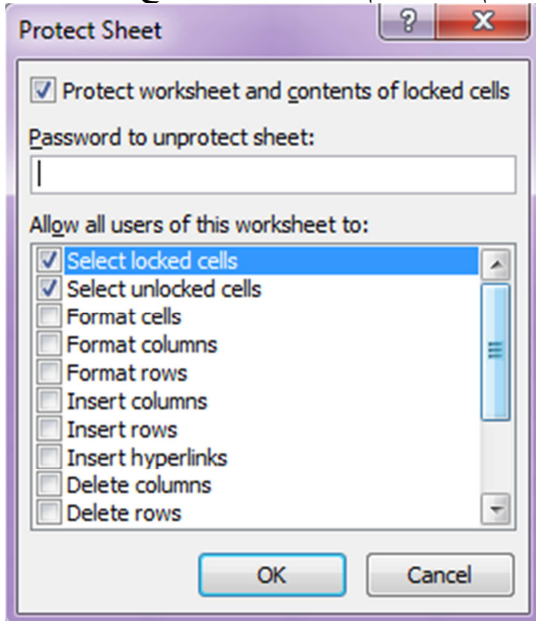 Protect Sheet
Protect worksheet and contents of locked cells
Password to unprotect sheet:
Allow all users of this worksheet to:
Select locked cells
Select unlocked cells
Format cells
Format columns
Format rows
Insert columns
Insert rows
Insert hyperlinks
Delete columns
Delete rows
OK
Cancel